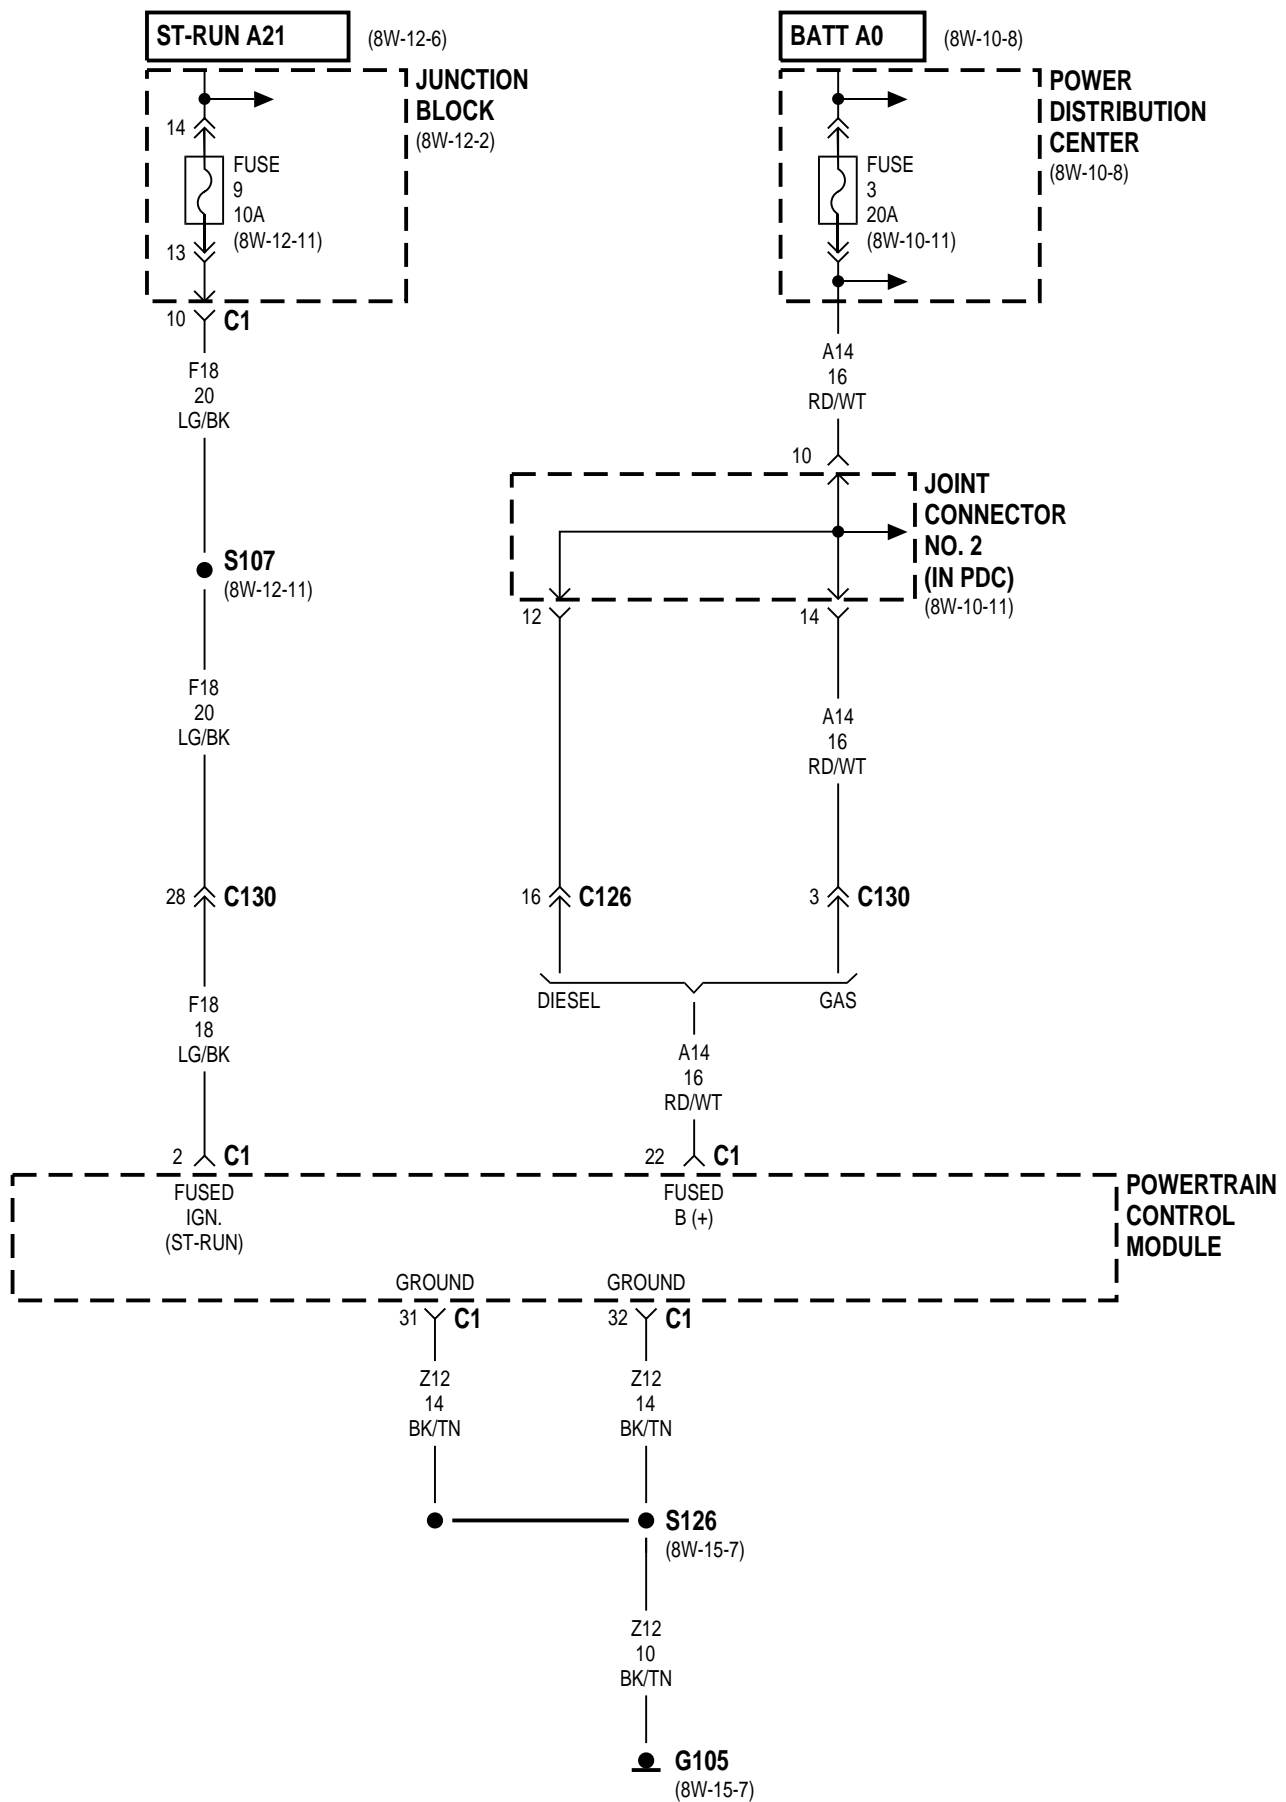 ST-RUN A21 (8W-12-6)
BATT A0 (8W-10-8)
JUNCTION
BLOCK
(8W-12-2)
POWER
DISTRIBUTION
CENTER
(8W-10-8)
14
FUSE
9
10A
(8W-12-11)
13
FUSE
3
20A
(8W-10-11)
10 C1
F18
20
LG/BK
A14
16
RD/WT
10
JOINT
CONNECTOR
NO. 2
(IN PDC)
(8W-10-11)
S107
(8W-12-11)
12
14
F18
20
LG/BK
A14
16
RD/WT
28 C130
16 C126
3 C130
DIESEL
GAS
F18
18
LG/BK
A14
16
RD/WT
2 C1
22 C1
FUSED
IGN.
(ST-RUN)
FUSED
B (+)
POWERTRAIN
CONTROL
MODULE
GROUND
GROUND
31 C1
32 C1
Z12
14
BK/TN
Z12
14
BK/TN
S126
(8W-15-7)
Z12
10
BK/TN
G105
(8W-15-7)